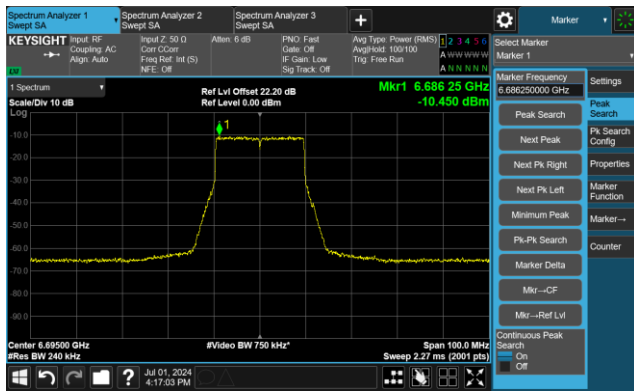 Spectrum Analyzer 1
Swept SA
Spectrum Analyzer 2
Swept SA
Spectrum Analyzer 3
Swept SA
Marker
KEYSIGHT
Input: RF
Coupling: AC
Align: Auto
Input Z: 50 Ω
Corr CCorr
Freq Ref: Int (S)
NFE: Off
Atten: 6 dB
PNO: Fast
Gate: Off
IF Gain: Low
Sig Track: Off
Avg Type: Power (RMS)
Avg|Hold: 100/100
Trig: Free Run
1 2 3 4 5 6
A W W W W W
A N N N N N
Select Marker
Marker 1
LXI
1 Spectrum
Scale/Div 10 dB
Log
Ref Lvl Offset 22.20 dB
Ref Level 0.00 dBm
Mkr1 6.686 25 GHz
-10.450 dBm
1
-10.0
-20.0
-30.0
-40.0
-50.0
-60.0
-70.0
-80.0
-90.0
Center 6.69500 GHz
#Res BW 240 kHz
#Video BW 750 kHz*
Span 100.0 MHz
Sweep 2.27 ms (2001 pts)
Marker Frequency
6.686250000 GHz
Peak Search
Next Peak
Next Pk Right
Next Pk Left
Minimum Peak
Pk-Pk Search
Marker Delta
Mkr→CF
Mkr→Ref Lvl
Continuous Peak
Search
On
Off
Settings
Peak
Search
Pk Search
Config
Properties
Marker
Function
Marker→
Counter
?
Jul 01, 2024
4:17:03 PM